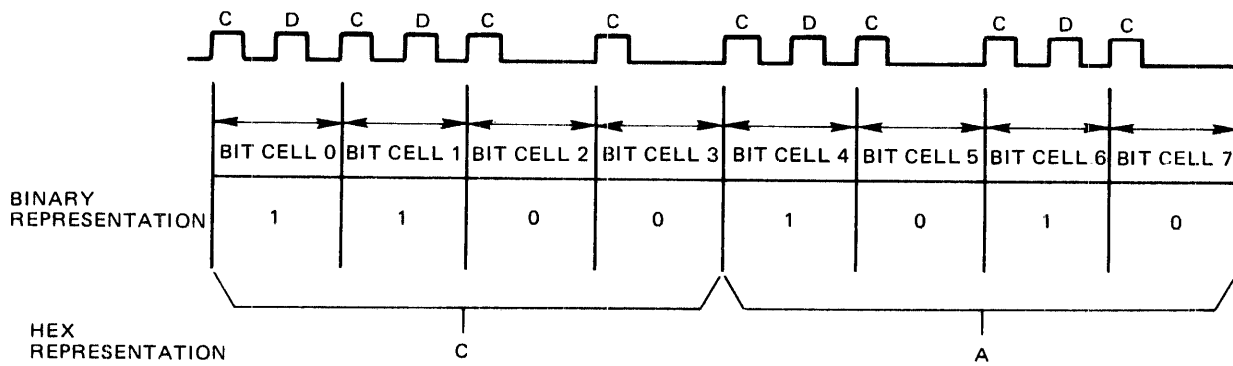 C D C D C C C D C C D C
BIT CELL 0 BIT CELL 1 BIT CELL 2 BIT CELL 3 BIT CELL 4 BIT CELL 5 BIT CELL 6 BIT CELL 7
BINARY
REPRESENTATION
1 1 0 0 1 0 1 0
HEX
REPRESENTATION
C A